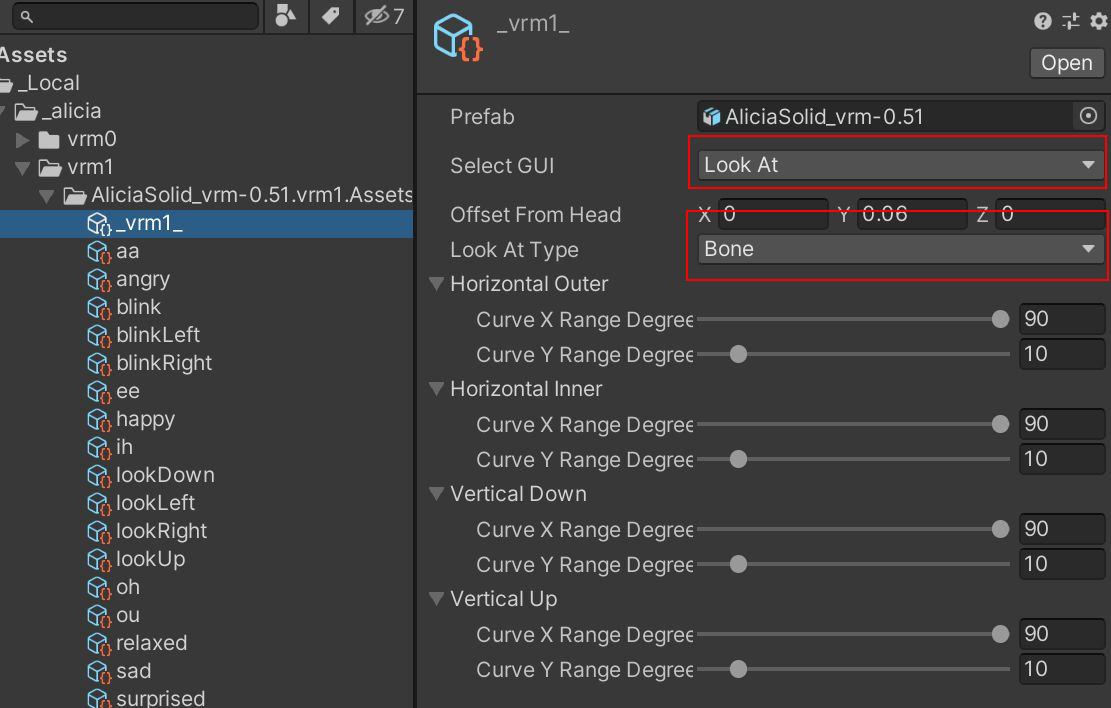 7
Assets
_Local
_alicia
vrm0
vrm1
AliciaSolid_vrm-0.51.vrm1.Assets
_vrm1_
aa
angry
blink
blinkLeft
blinkRight
ee
happy
ih
lookDown
lookLeft
lookRight
lookUp
oh
ou
relaxed
sad
surprised
_vrm1_
Open
Prefab AliciaSolid_vrm-0.51
Select GUI Look At
Offset From Head X 0 Y 0.06 Z 0
Look At Type Bone
Horizontal Outer
Curve X Range Degree 90
Curve Y Range Degree 10
Horizontal Inner
Curve X Range Degree 90
Curve Y Range Degree 10
Vertical Down
Curve X Range Degree 90
Curve Y Range Degree 10
Vertical Up
Curve X Range Degree 90
Curve Y Range Degree 10